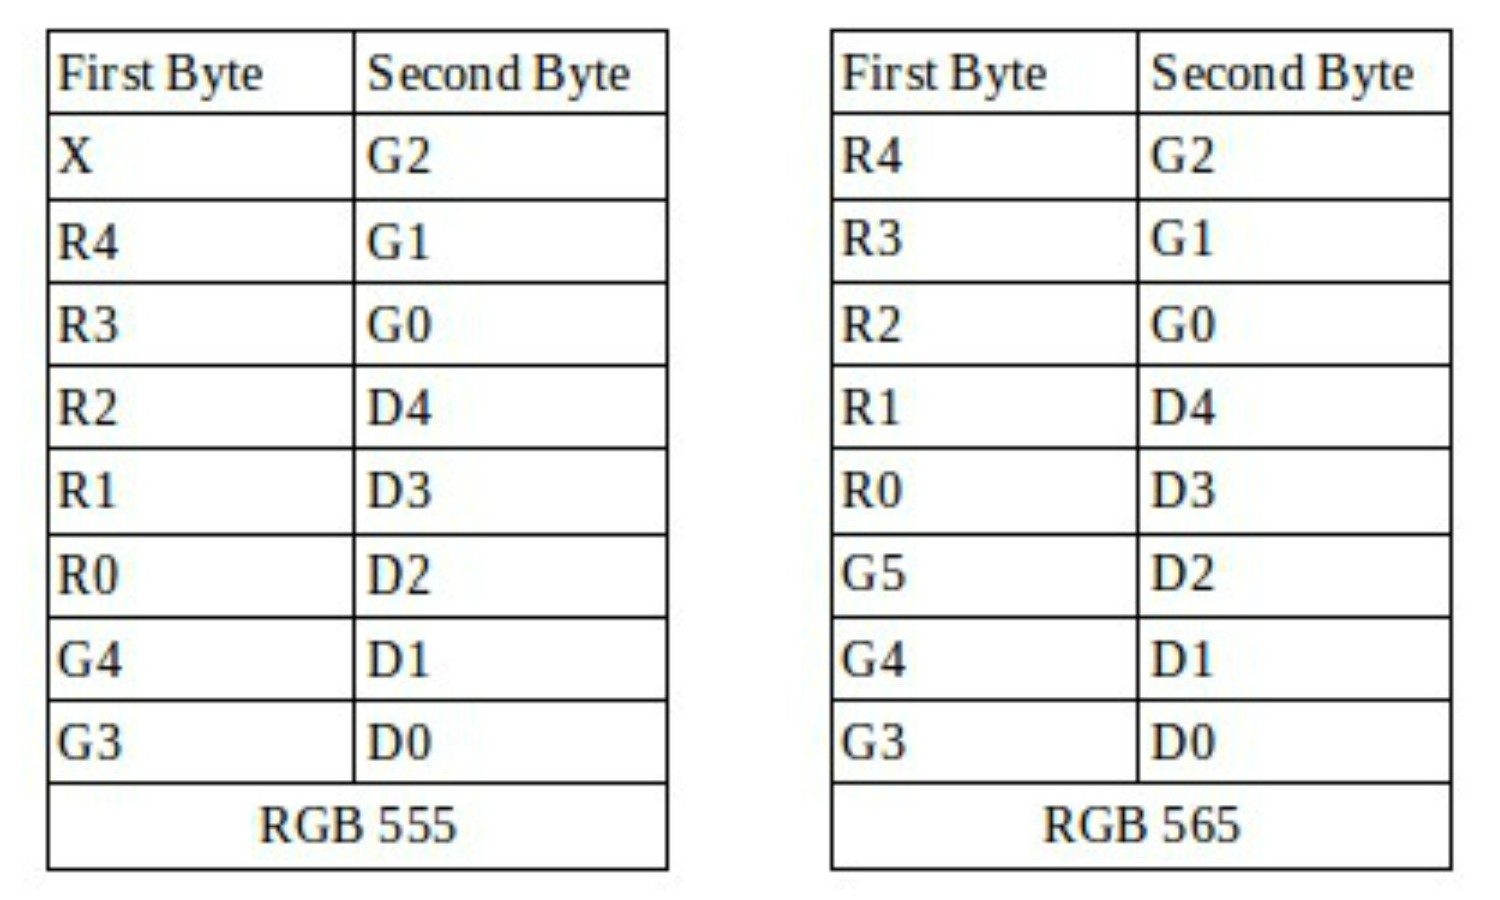 First Byte Second Byte
X G2
R4 G1
R3 G0
R2 D4
R1 D3
R0 D2
G4 D1
G3 D0
RGB 555
First Byte Second Byte
R4 G2
R3 G1
R2 G0
R1 D4
R0 D3
G5 D2
G4 D1
G3 D0
RGB 565